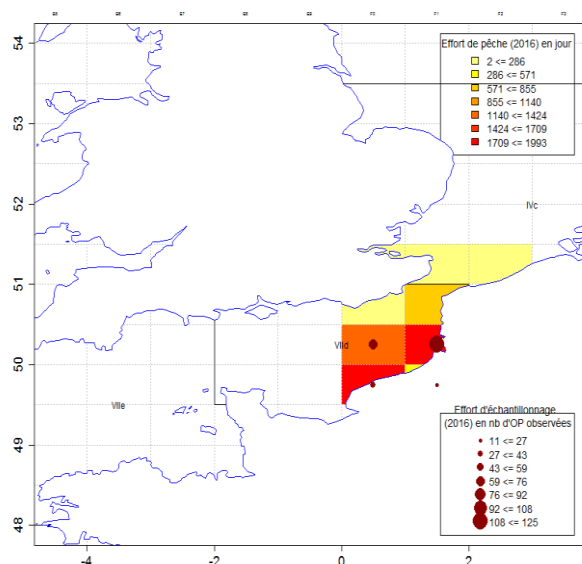 54
53
52
51
50
49
48
-4
-2
0
2
Effort de pêche (2016) en jour
2 <= 286
286 <= 571
571 <= 855
855 <= 1140
1140 <= 1424
1424 <= 1709
1709 <= 1993
IVc
VIId
VIIe
Effort d'échantillonnage
(2016) en nb d'OP observées
11 <= 27
27 <= 43
43 <= 59
59 <= 76
76 <= 92
92 <= 108
108 <= 125